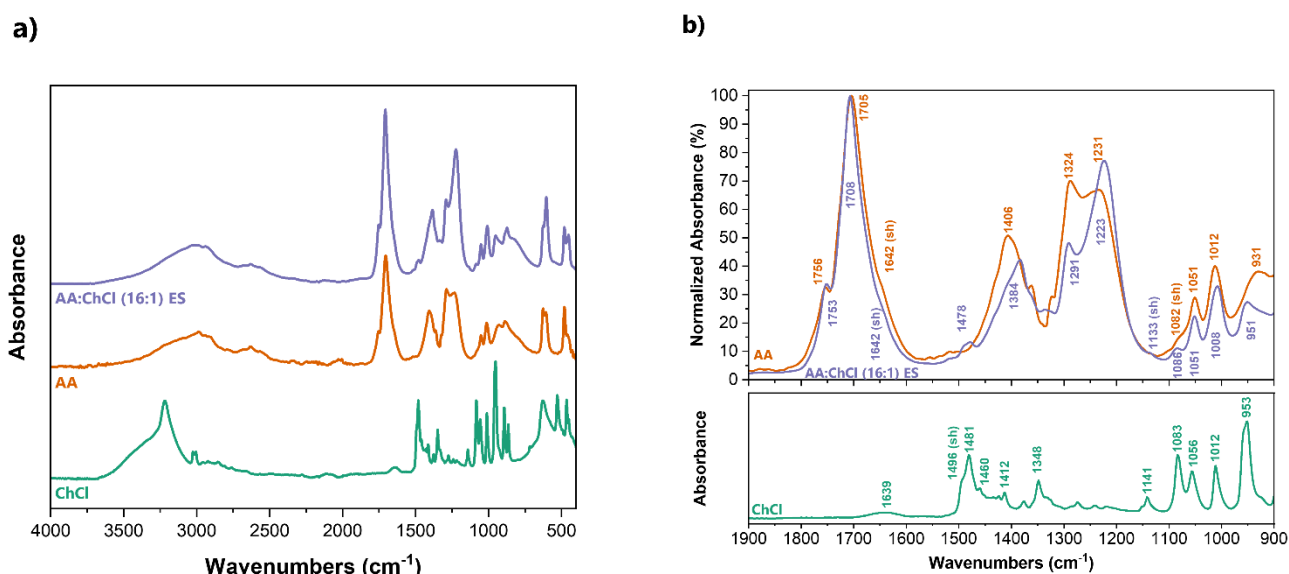 a)
Absorbance
AA:ChCl (16:1) ES
AA
ChCl
4000 3500 3000 2500 2000 1500 1000 500
Wavenumbers (cm-1)
b)
Normalized Absorbance (%)
100
90
80
70
60
50
40
30
20
10
0
1756
1753
1705
1708
1642 (sh)
1642 (sh)
1478
1406
1384
1324
1291
1231
1223
1133 (sh)
1082 (sh)
1086
1051
1051
1012
1008
931
951
AA
AA:ChCl (16:1) ES
Absorbance
1639
1496 (sh)
1481
1460
1412
1348
1141
1083
1056
1012
953
ChCl
1900 1800 1700 1600 1500 1400 1300 1200 1100 1000 900
Wavenumbers (cm-1)